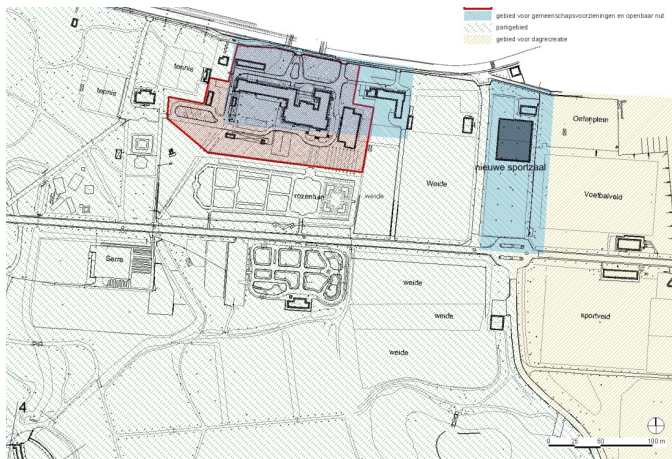 gebied voor gemeenschapsvoorzieningen en openbaar nut
parkgebied
gebied voor dagrecreatie
tennis
tennis
Oefenplein
nieuwe sportzaal
Weide
Voetbalveld
rozentuin
weide
Serre
weide
weide
sportveld
weide
4
4
0 25 50 100 m